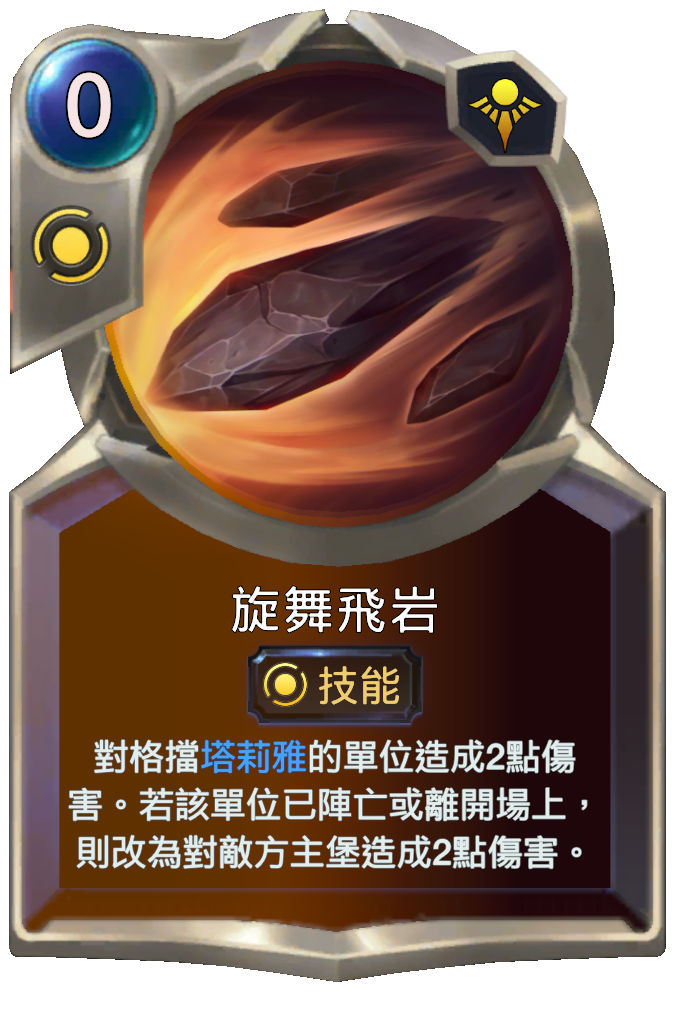 0
旋舞飛岩
技能
對格擋塔莉雅的單位造成2點傷
害。若該單位已陣亡或離開場上，
則改為對敵方主堡造成2點傷害。